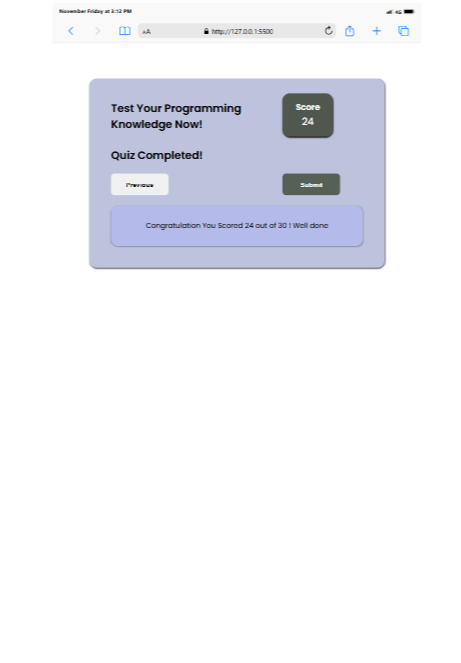 November Friday at 3:12 PM
4G
AA
http://127.0.0.1:5500
Test Your Programming
Knowledge Now!
Score
24
Quiz Completed!
Previous
Submit
Congratulation You Scored 24 out of 30 ! Well done